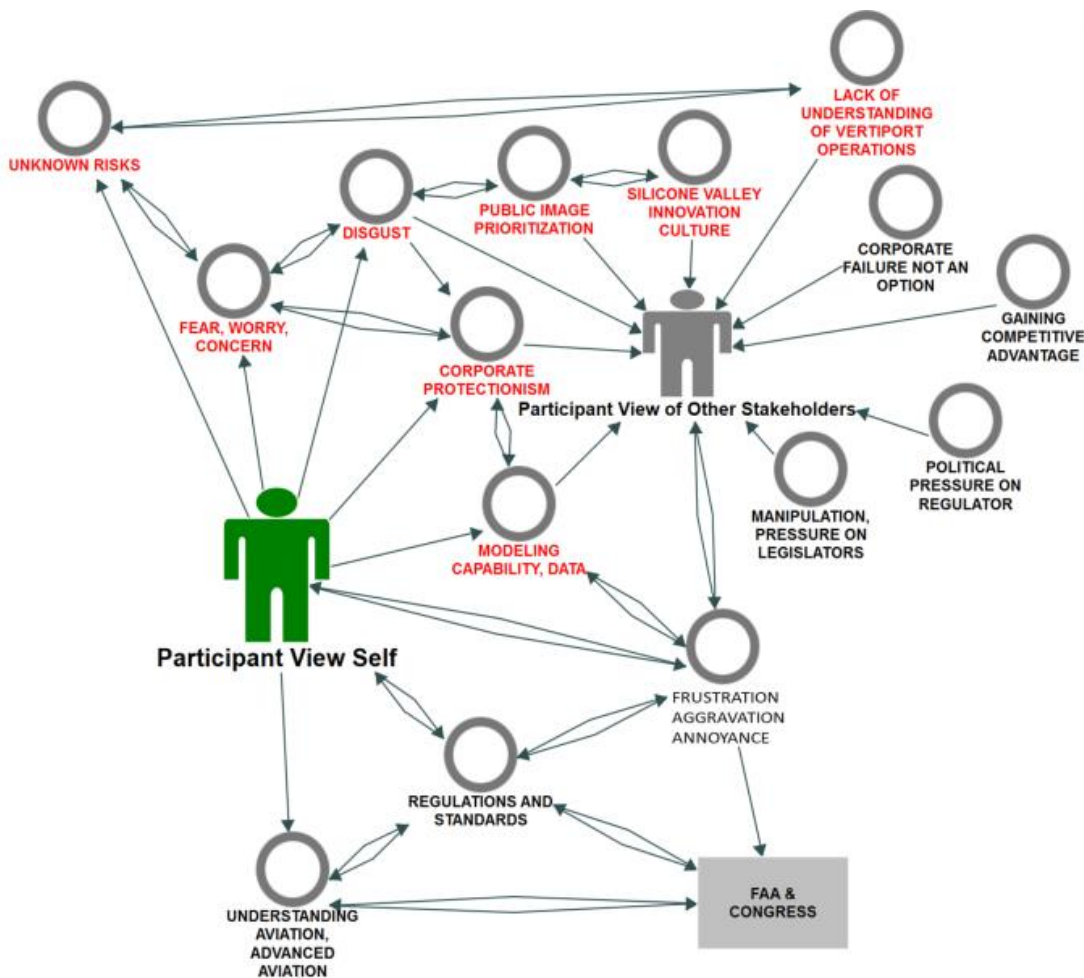 LACK OF
UNDERSTANDING
OF VERTIPORT
OPERATIONS
UNKNOWN RISKS
SILICONE VALLEY
INNOVATION
CULTURE
PUBLIC IMAGE
PRIORITIZATION
DISGUST
CORPORATE
FAILURE NOT AN
OPTION
GAINING
COMPETITIVE
ADVANTAGE
FEAR, WORRY,
CONCERN
CORPORATE
PROTECTIONISM
Participant View of Other Stakeholders
POLITICAL
PRESSURE ON
REGULATOR
MANIPULATION,
PRESSURE ON
LEGISLATORS
MODELING
CAPABILITY, DATA
Participant View Self
FRUSTRATION
AGGRAVATION
ANNOYANCE
REGULATIONS AND
STANDARDS
FAA &
CONGRESS
UNDERSTANDING
AVIATION,
ADVANCED
AVIATION